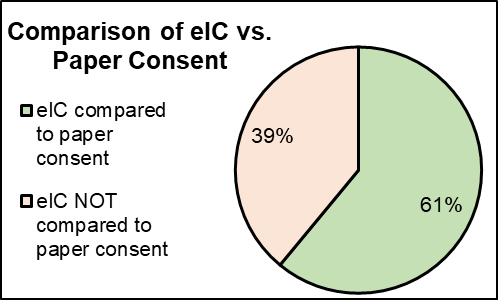 Comparison of eIC vs.
Paper Consent
eIC compared
to paper
consent
eIC NOT
compared to
paper consent
39%
61%